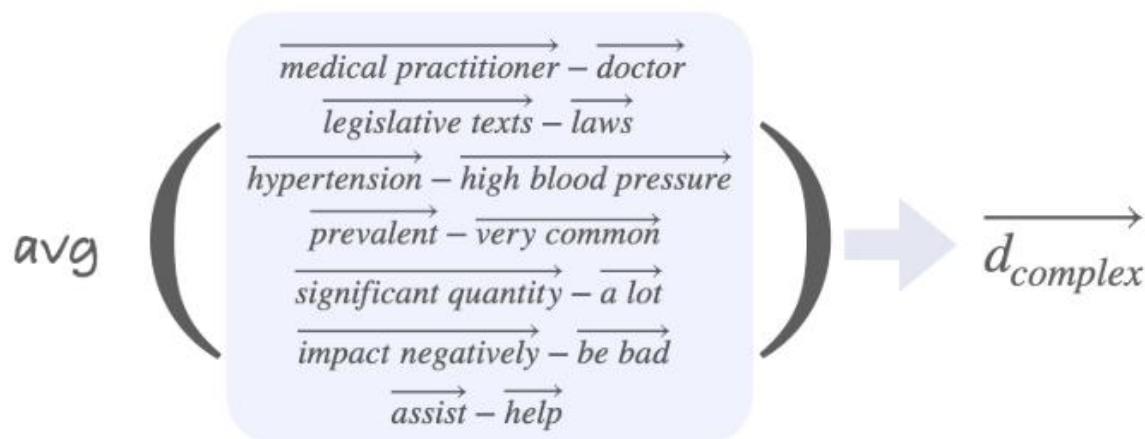 medical practitioner – doctor
legislative texts – laws
hypertension – high blood pressure
prevalent – very common
avg
significant quantity – a lot
impact negatively – be bad
assist – help
d_complex